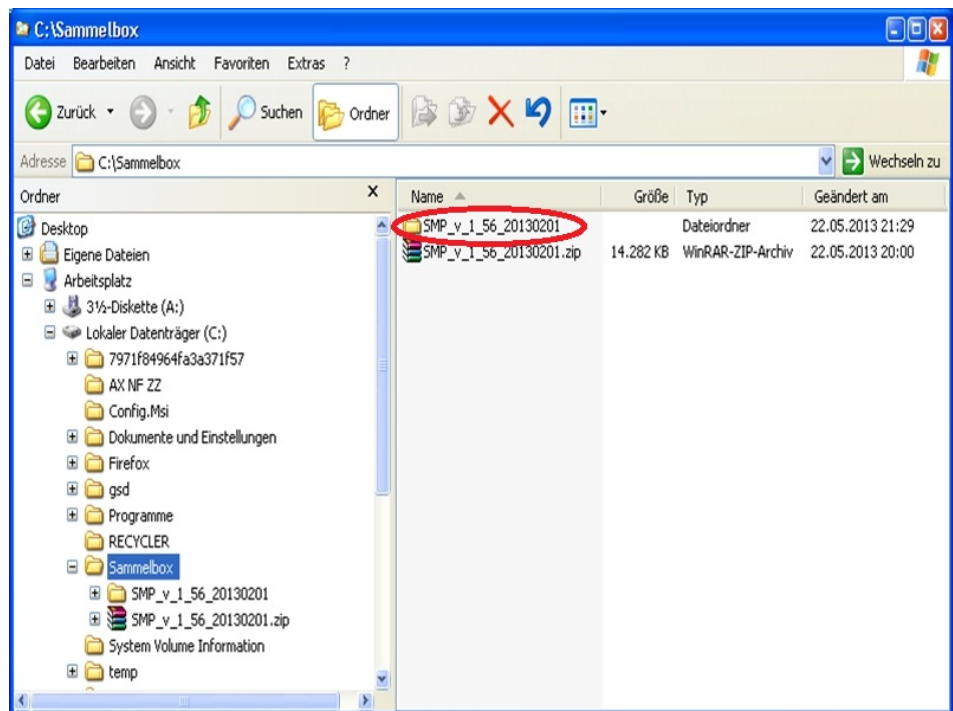 C:\Sammelbox
Datei Bearbeiten Ansicht Favoriten Extras ?
Zurück Suchen Ordner
Adresse C:\Sammelbox Wechseln zu
Ordner x
Desktop
Eigene Dateien
Arbeitsplatz
3½-Diskette (A:)
Lokaler Datenträger (C:)
7971f84964fa3a371f57
AX NF ZZ
Config.Msi
Dokumente und Einstellungen
Firefox
gsd
Programme
RECYCLER
Sammelbox
SMP_v_1_56_20130201
SMP_v_1_56_20130201.zip
System Volume Information
temp
Name Größe Typ Geändert am
SMP_v_1_56_20130201 Dateiordner 22.05.2013 21:29
SMP_v_1_56_20130201.zip 14.282 KB WinRAR-ZIP-Archiv 22.05.2013 20:00